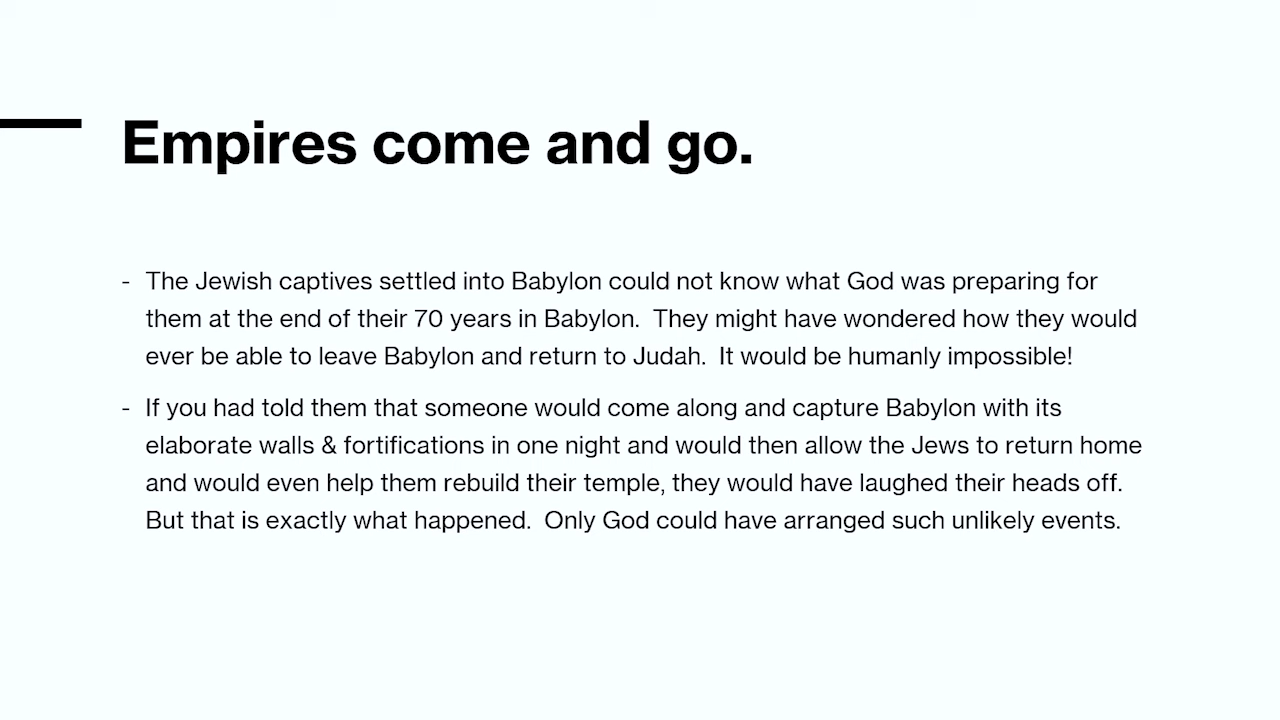 Empires come and go.
- The Jewish captives settled into Babylon could not know what God was preparing for
them at the end of their 70 years in Babylon.  They might have wondered how they would
ever be able to leave Babylon and return to Judah.  It would be humanly impossible!
- If you had told them that someone would come along and capture Babylon with its
elaborate walls & fortifications in one night and would then allow the Jews to return home
and would even help them rebuild their temple, they would have laughed their heads off.
But that is exactly what happened.  Only God could have arranged such unlikely events.